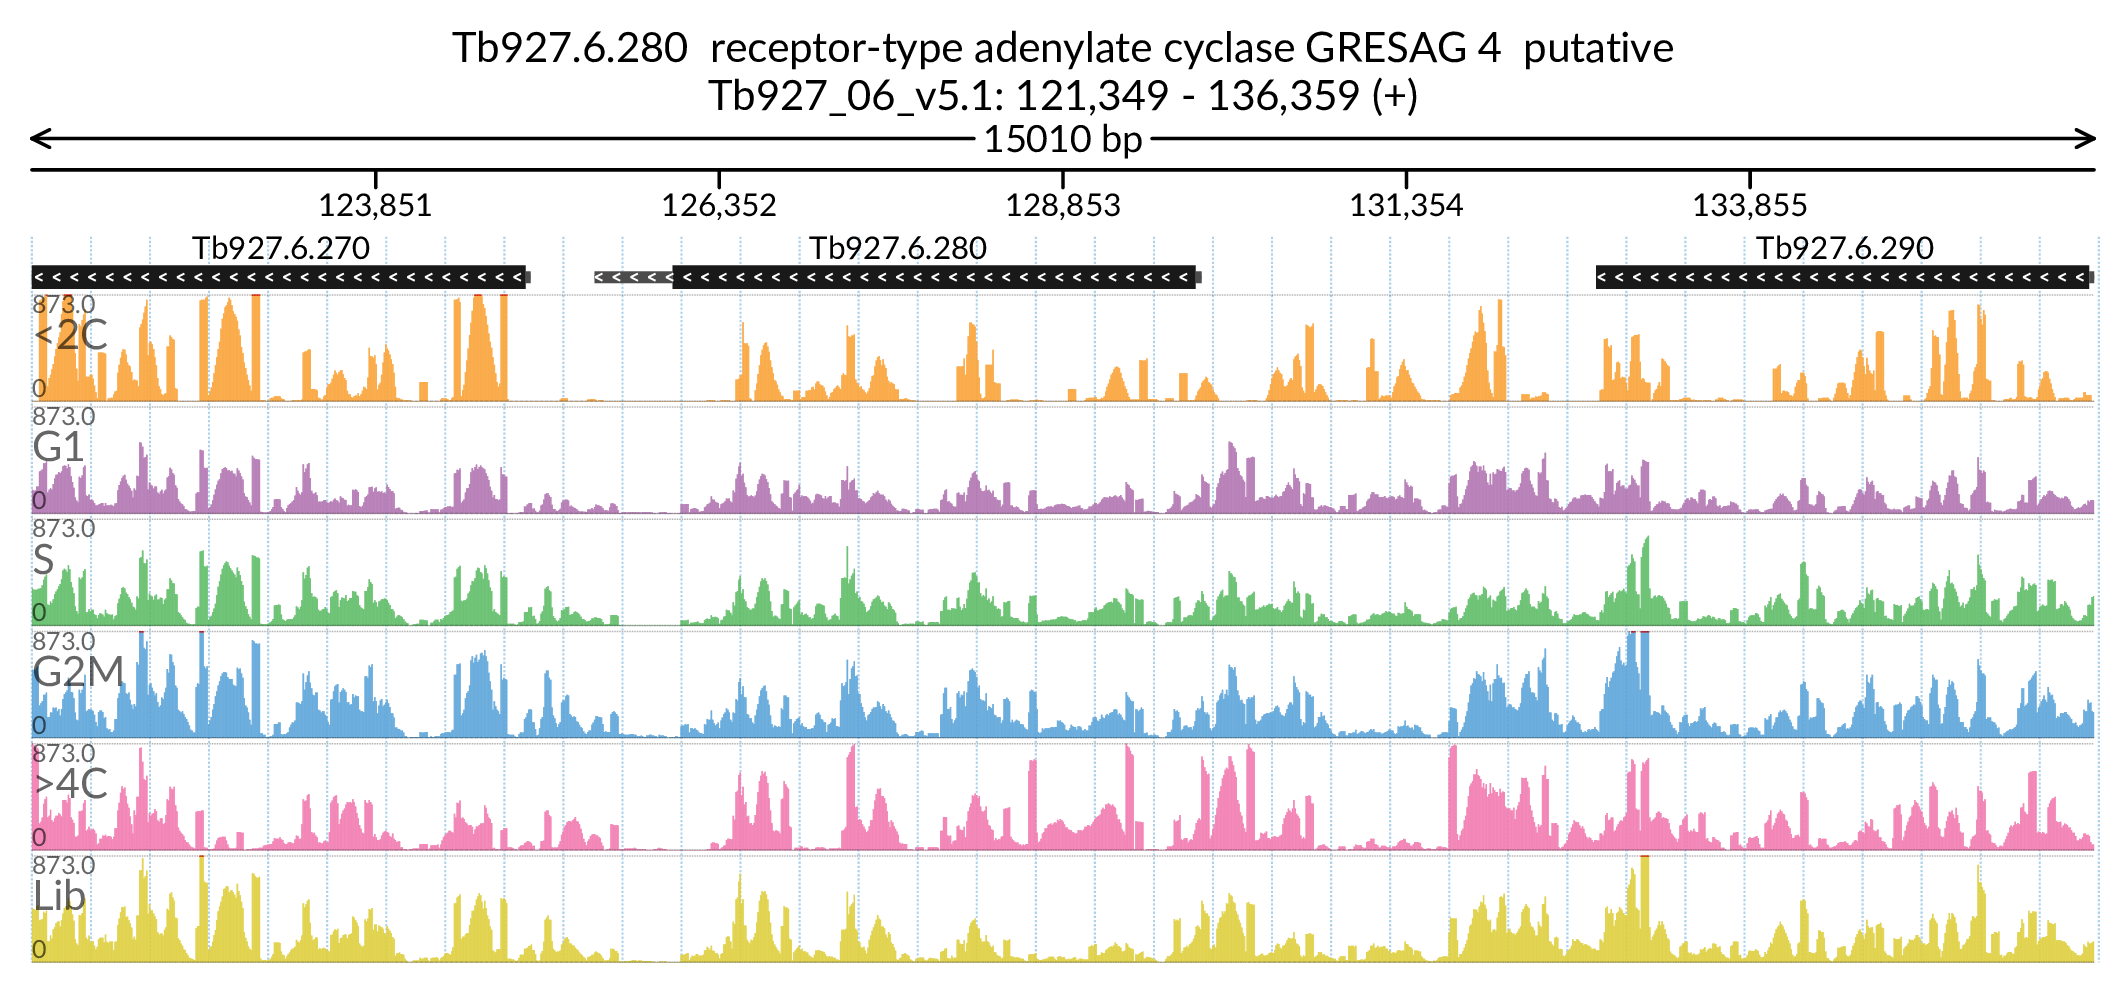 Tb927.6.280  receptor-type adenylate cyclase GRESAG 4  putative
Tb927_06_v5.1: 121,349 - 136,359 (+)
15010 bp
123,851 126,352 128,853 131,354 133,855
Tb927.6.270 Tb927.6.280 Tb927.6.290
873.0
<2C
0
873.0
G1
0
873.0
S
0
873.0
G2M
0
873.0
>4C
0
873.0
Lib
0